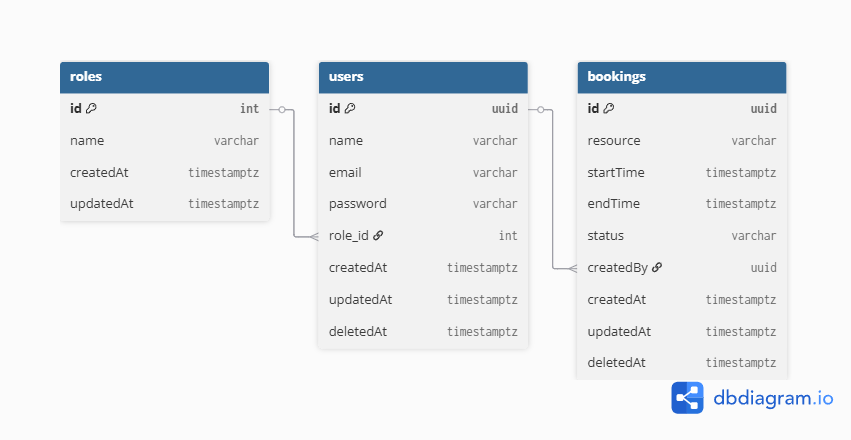 roles
id int
name varchar
createdAt timestamptz
updatedAt timestamptz
users
id uuid
name varchar
email varchar
password varchar
role_id int
createdAt timestamptz
updatedAt timestamptz
deletedAt timestamptz
bookings
id uuid
resource varchar
startTime timestamptz
endTime timestamptz
status varchar
createdBy uuid
createdAt timestamptz
updatedAt timestamptz
deletedAt timestamptz
dbdiagram.io